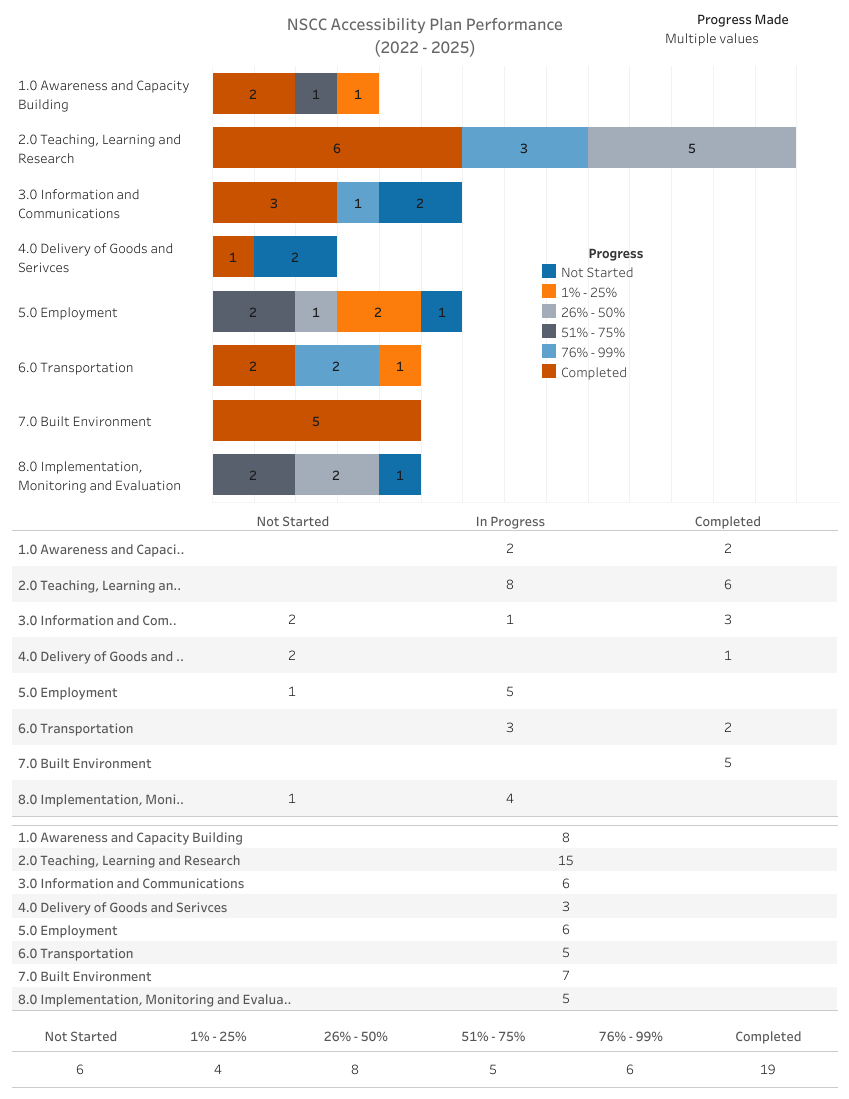 NSCC Accessibility Plan Performance
(2022 - 2025)
Progress Made
Multiple values
1.0 Awareness and Capacity
Building
2 1 1
2.0 Teaching, Learning and
Research
6 3 5
3.0 Information and
Communications
3 1 2
4.0 Delivery of Goods and
Serivces
1 2
5.0 Employment
2 1 2 1
6.0 Transportation
2 2 1
7.0 Built Environment
5
8.0 Implementation,
Monitoring and Evaluation
2 2 1
Progress
Not Started
1% - 25%
26% - 50%
51% - 75%
76% - 99%
Completed
Not Started In Progress Completed
1.0 Awareness and Capaci.. 2 2
2.0 Teaching, Learning an.. 8 6
3.0 Information and Com.. 2 1 3
4.0 Delivery of Goods and .. 2 1
5.0 Employment 1 5
6.0 Transportation 3 2
7.0 Built Environment 5
8.0 Implementation, Moni.. 1 4
1.0 Awareness and Capacity Building 8
2.0 Teaching, Learning and Research 15
3.0 Information and Communications 6
4.0 Delivery of Goods and Serivces 3
5.0 Employment 6
6.0 Transportation 5
7.0 Built Environment 7
8.0 Implementation, Monitoring and Evalua.. 5
Not Started 1% - 25% 26% - 50% 51% - 75% 76% - 99% Completed
6 4 8 5 6 19